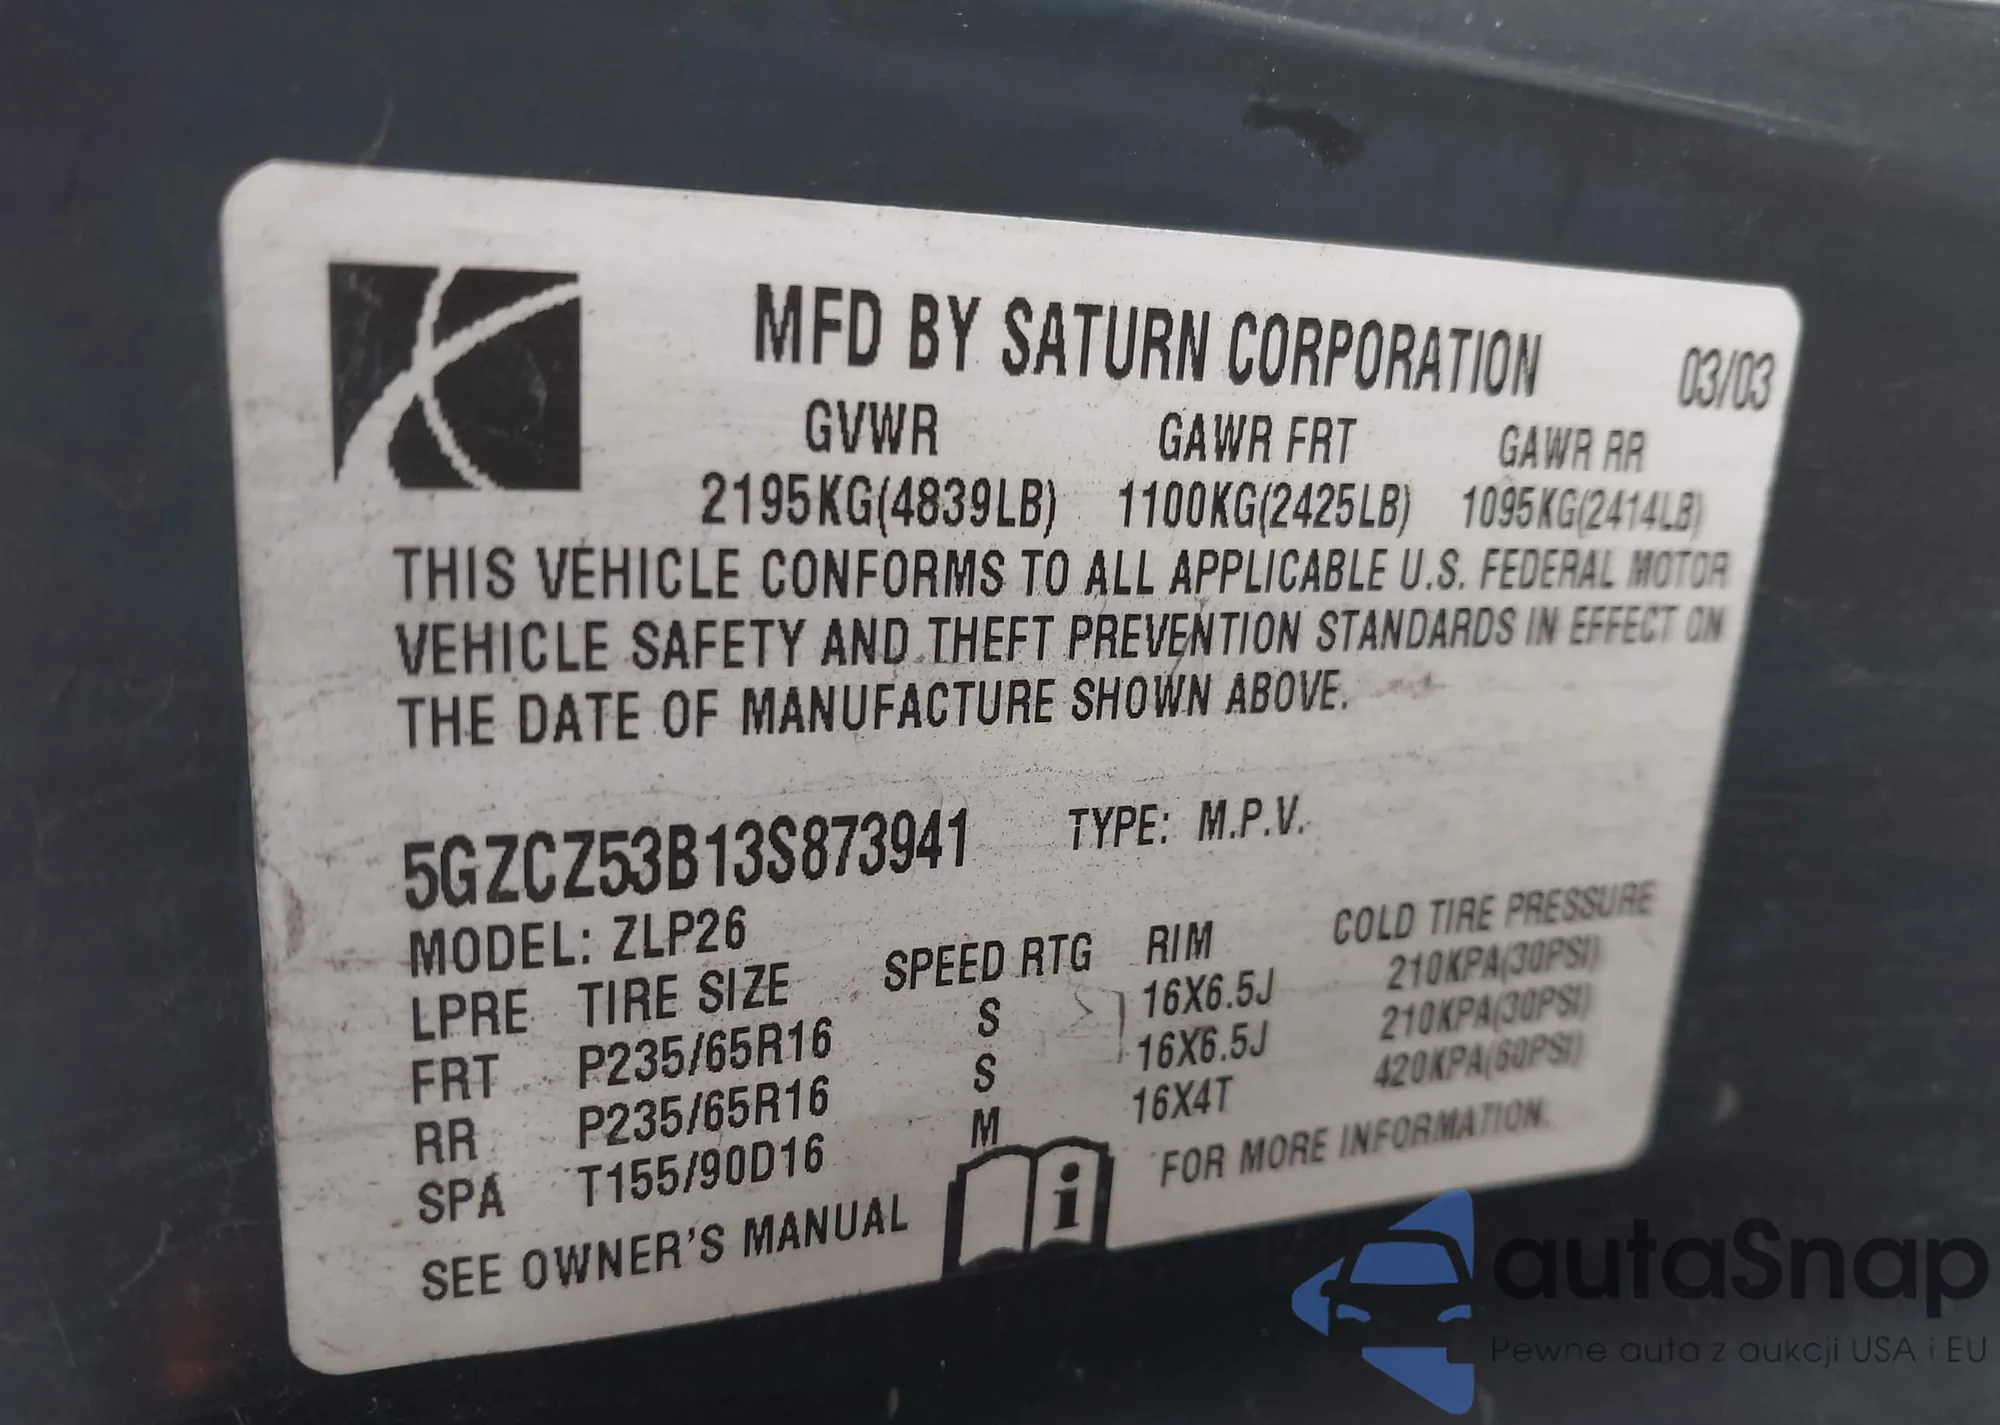 MFD BY SATURN CORPORATION 03/03
GVWR GAWR FRT GAWR RR
2195KG(4839LB) 1100KG(2425LB) 1095KG(2414LB)
THIS VEHICLE CONFORMS TO ALL APPLICABLE U.S. FEDERAL MOTOR
VEHICLE SAFETY AND THEFT PREVENTION STANDARDS IN EFFECT ON
THE DATE OF MANUFACTURE SHOWN ABOVE.
5GZCZ53B13S873941 TYPE: M.P.V.
MODEL: ZLP26
LPRE TIRE SIZE SPEED RTG RIM COLD TIRE PRESSURE
FRT P235/65R16 S 16X6.5J 210KPA(30PSI)
RR P235/65R16 S 16X6.5J 210KPA(30PSI)
SPA T155/90D16 M 16X4T 420KPA(60PSI)
SEE OWNER'S MANUAL i FOR MORE INFORMATION.
autaSnap
Pewne auta z aukcji USA i EU